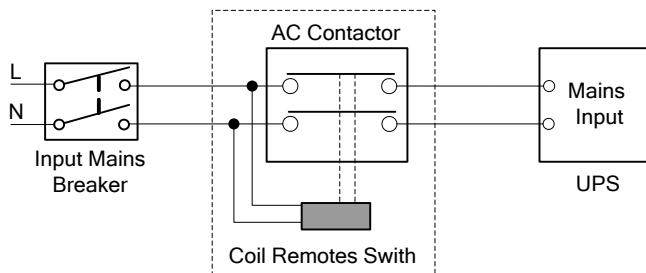 AC Contactor
L
N
Mains
Input
Input Mains
Breaker
UPS
Coil Remotes Swith